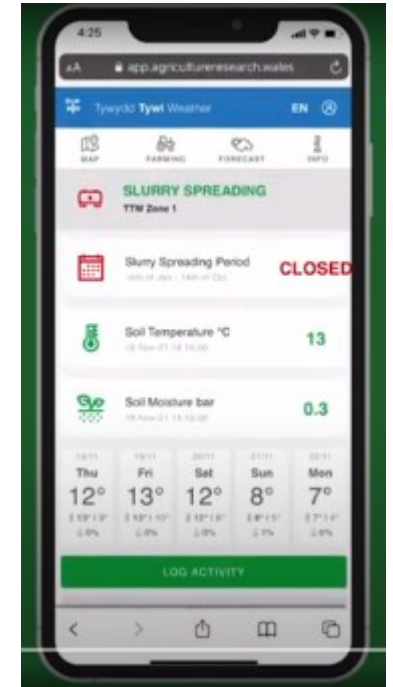 4:25
AA app.agricultureresearch.wales
Tywydd Tywi Weather EN
MAP FARMING FORECAST INFO
SLURRY SPREADING
TTW Zone 1
Slurry Spreading Period
CLOSED
Soil Temperature °C
13
Soil Moisture bar
0.3
Thu Fri Sat Sun Mon
12° 13° 12° 8° 7°
LOG ACTIVITY